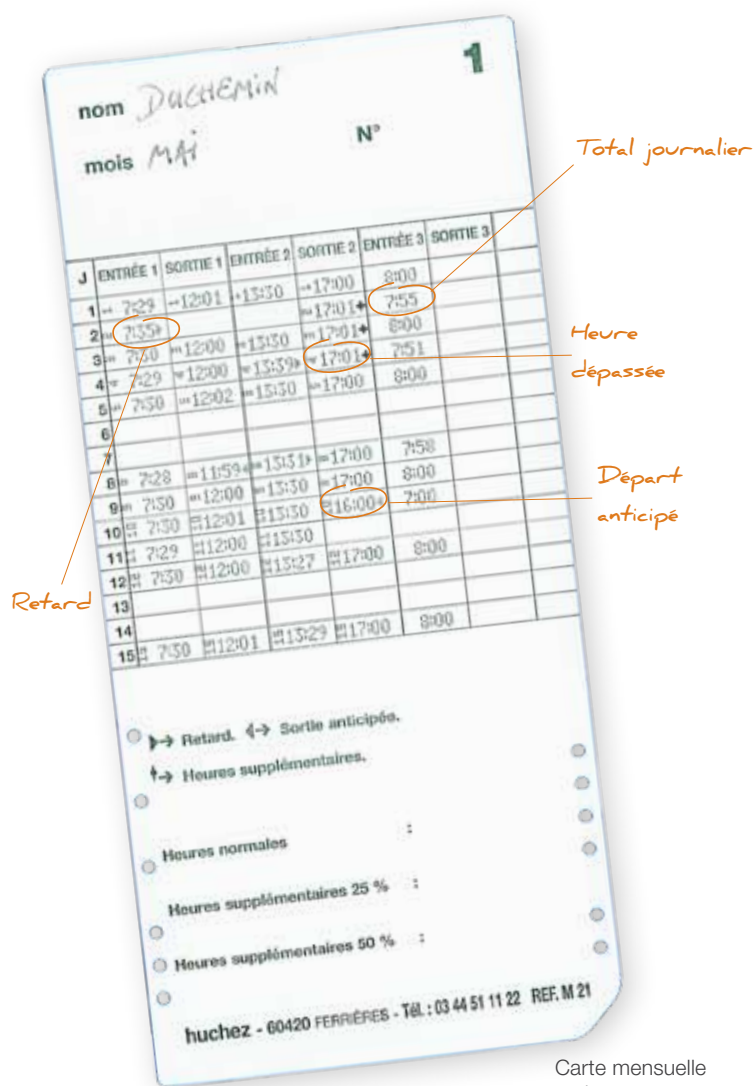 1
nom DUCHEMIN
mois MAI N°
Total journalier
J ENTRÉE 1 SORTIE 1 ENTRÉE 2 SORTIE 2 ENTRÉE 3 SORTIE 3
1 7:29 12:01 13:30 17:00 8:00
2 7:35 17:01 7:55
3 7:30 12:00 13:30 17:01 8:00
4 7:29 12:00 13:39 17:01 7:51
5 7:30 12:02 13:30 17:00 8:00
6
7
8 7:28 11:59 13:31 17:00 7:58
9 7:30 12:00 13:30 17:00 8:00
10 7:30 12:01 13:30 16:00 7:00
11 7:29 12:00 13:30
12 7:30 12:00 13:27 17:00 8:00
13
14
15 7:30 12:01 13:29 17:00 8:00
Heure
dépassée
Départ
anticipé
Retard
Retard. Sortie anticipée.
Heures supplémentaires.
Heures normales :
Heures supplémentaires 25 % :
Heures supplémentaires 50 % :
huchez - 60420 FERRIÈRES - Tél. : 03 44 51 11 22 REF. M 21
Carte mensuelle